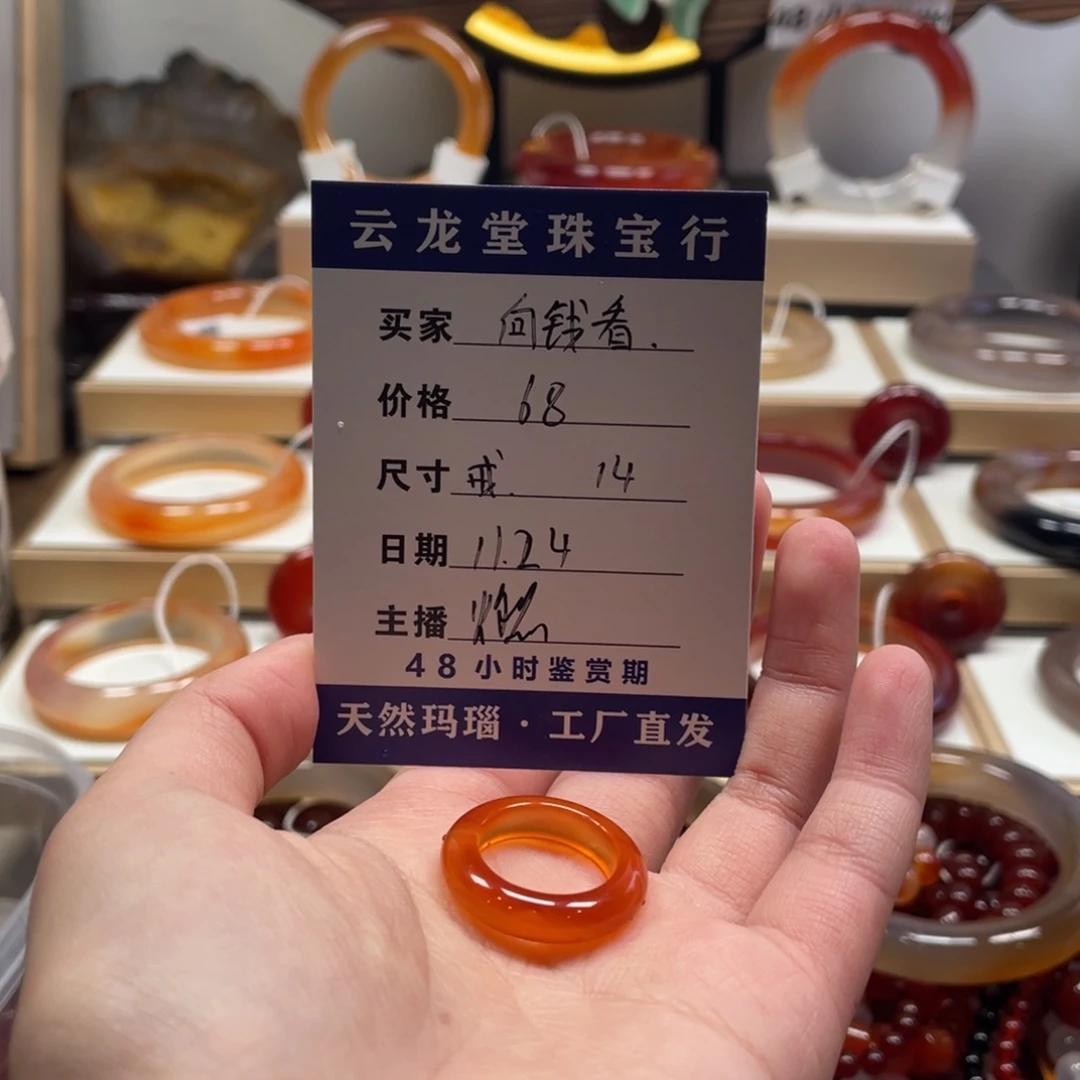 云龙堂珠宝行
买家 向钱看.
价格 68
尺寸 戒. 14
日期 11.24
主播 燃
48小时鉴赏期
天然玛瑙·工厂直发